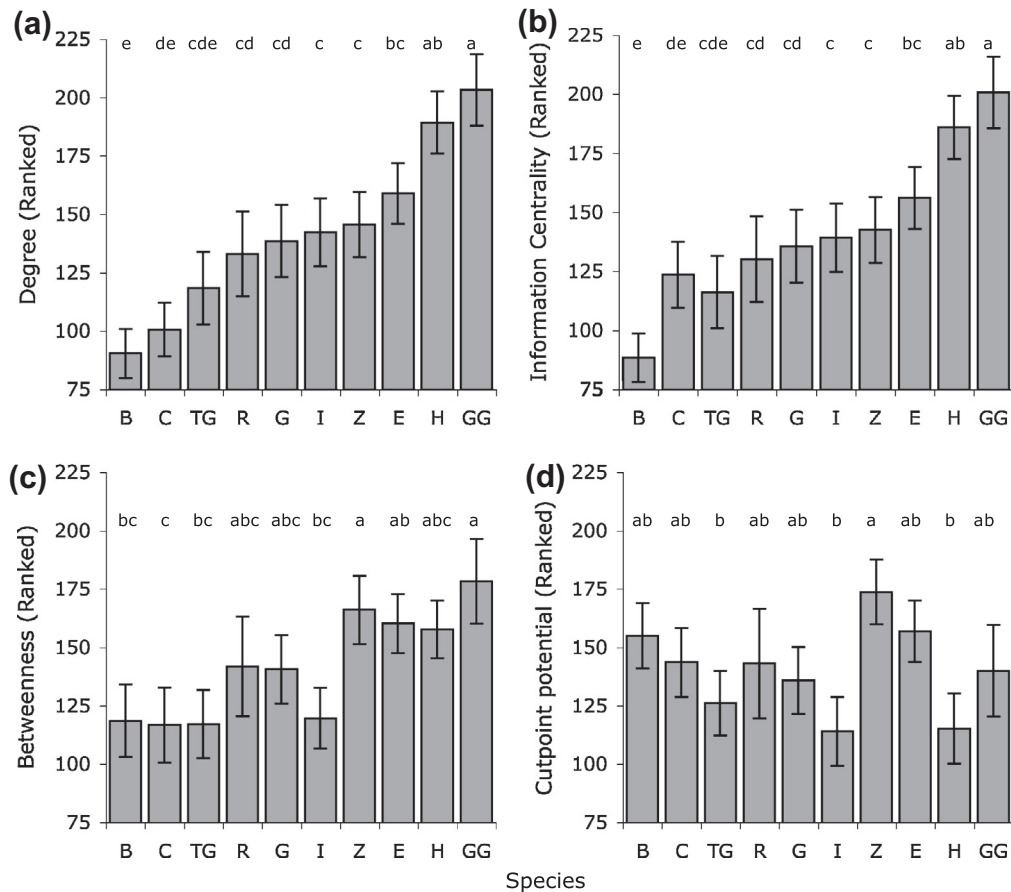 (a)
225
200
175
150
125
100
75
Degree (Ranked)
e de cde cd cd c c bc ab a
B C TG R G I Z E H GG
(b)
225
200
175
150
125
100
75
Information Centrality (Ranked)
e de cde cd cd c c bc ab a
B C TG R G I Z E H GG
(c)
225
200
175
150
125
100
75
Betweenness (Ranked)
bc c bc abc abc bc a ab abc a
B C TG R G I Z E H GG
(d)
225
200
175
150
125
100
75
Cutpoint potential (Ranked)
ab ab b ab ab b a ab b ab
B C TG R G I Z E H GG
Species